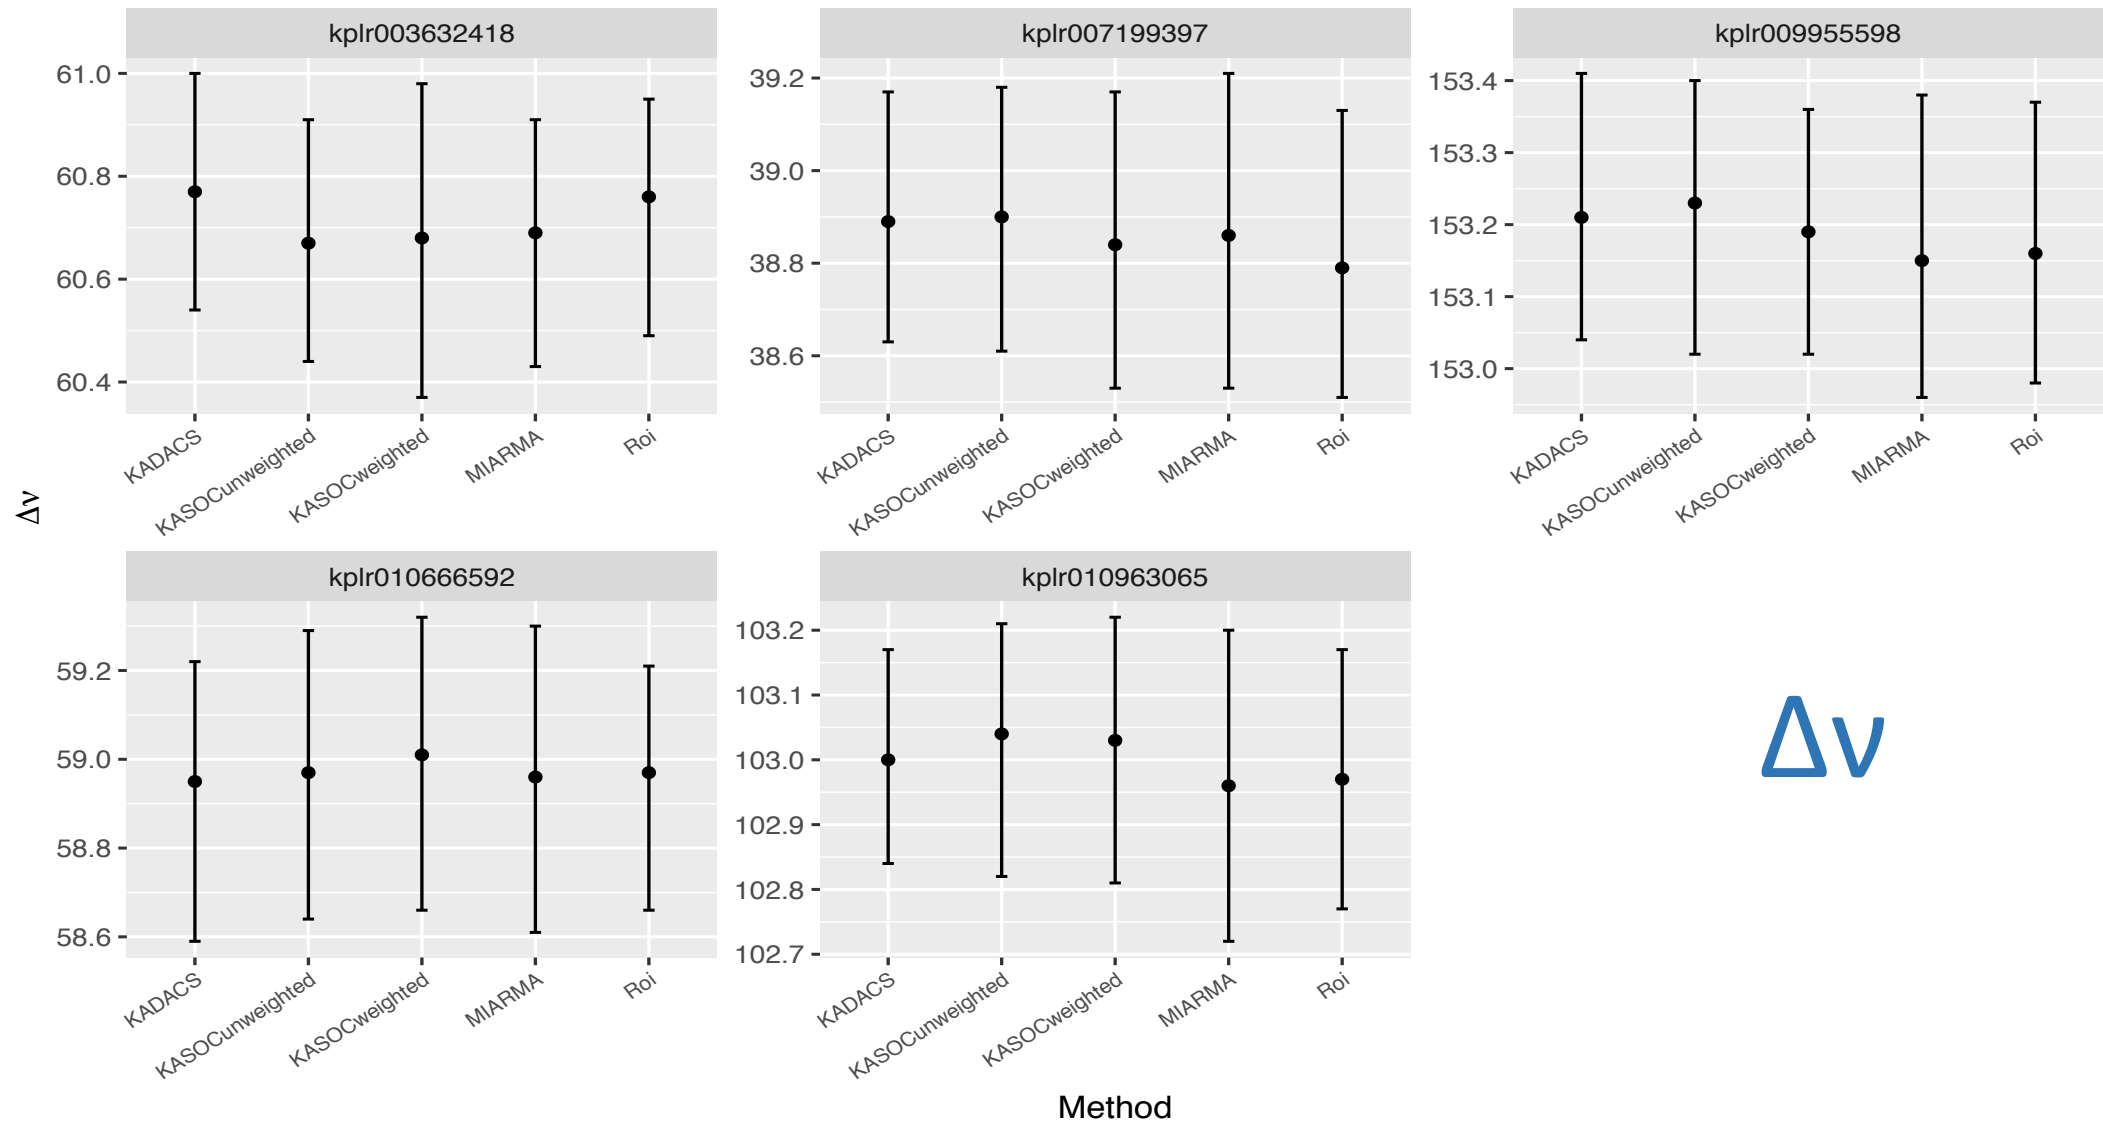 kplr003632418
kplr007199397
kplr009955598
61.0
60.8
60.6
60.4
39.2
39.0
38.8
38.6
153.4
153.3
153.2
153.1
153.0
KADACS
KASOCunweighted
KASOCweighted
MIARMA
Roi
KADACS
KASOCunweighted
KASOCweighted
MIARMA
Roi
KADACS
KASOCunweighted
KASOCweighted
MIARMA
Roi
Δν
kplr010666592
kplr010963065
59.2
59.0
58.8
58.6
103.2
103.1
103.0
102.9
102.8
102.7
Δν
KADACS
KASOCunweighted
KASOCweighted
MIARMA
Roi
KADACS
KASOCunweighted
KASOCweighted
MIARMA
Roi
Method